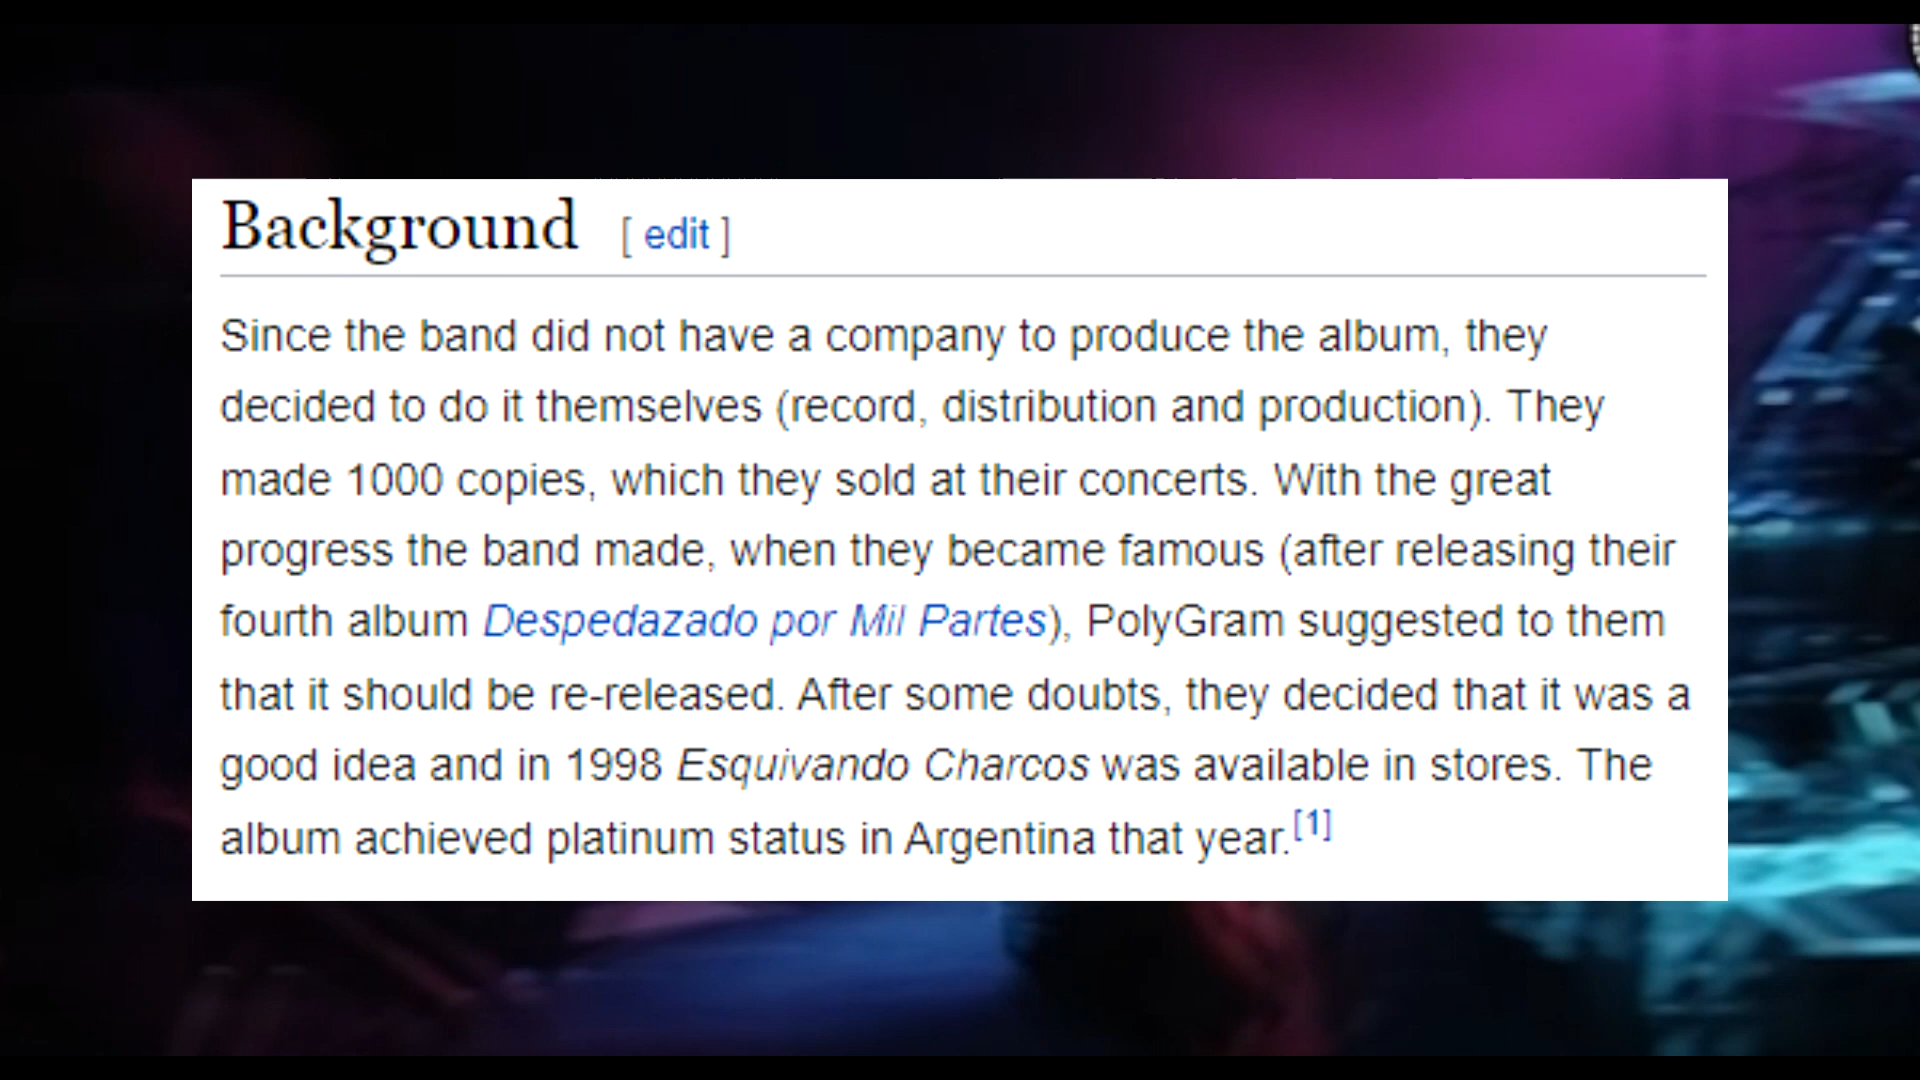 Background [ edit ]
Since the band did not have a company to produce the album, they
decided to do it themselves (record, distribution and production). They
made 1000 copies, which they sold at their concerts. With the great
progress the band made, when they became famous (after releasing their
fourth album Despedazado por Mil Partes), PolyGram suggested to them
that it should be re-released. After some doubts, they decided that it was a
good idea and in 1998 Esquivando Charcos was available in stores. The
album achieved platinum status in Argentina that year.[1]